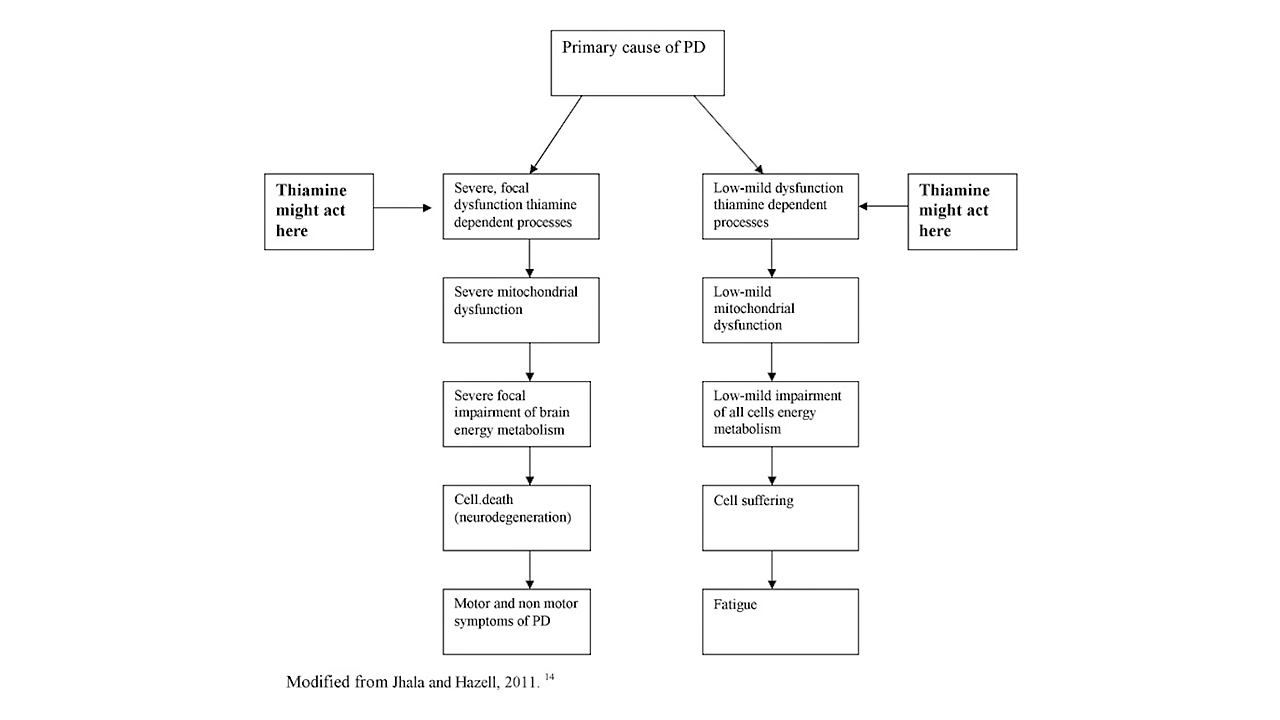 Primary cause of PD
Thiamine
might act
here
Severe, focal
dysfunction thiamine
dependent processes
Low-mild dysfunction
thiamine dependent
processes
Thiamine
might act
here
Severe mitochondrial
dysfunction
Low-mild
mitochondrial
dysfunction
Severe focal
impairment of brain
energy metabolism
Low-mild impairment
of all cells energy
metabolism
Cell.death
(neurodegeneration)
Cell suffering
Motor and non motor
symptoms of PD
Fatigue
Modified from Jhala and Hazell, 2011. 14